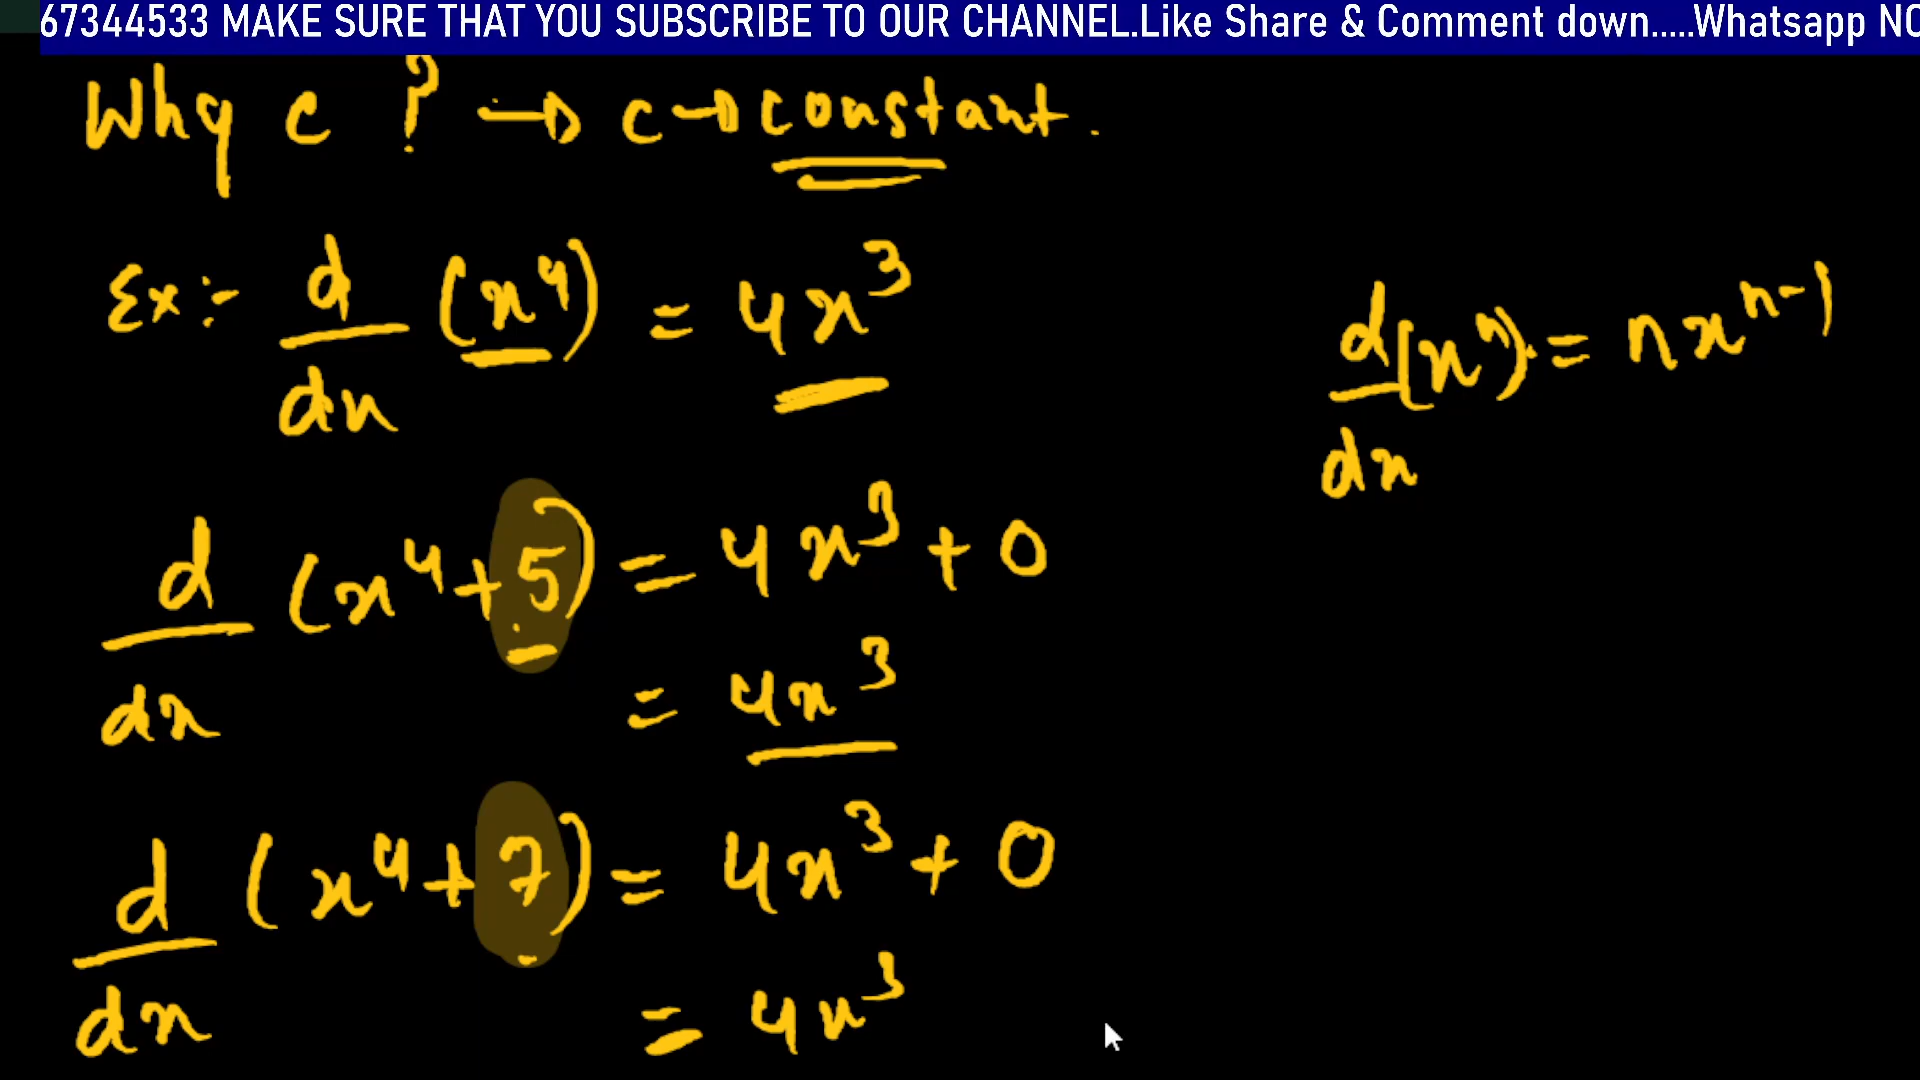 67344533 MAKE SURE THAT YOU SUBSCRIBE TO OUR CHANNEL.Like Share & Comment down.....Whatsapp NO
Why c ? → c → constant.
Ex :- d/dx (x⁴) = 4x³
d/dx (xⁿ) = nxⁿ⁻¹
d/dx (x⁴+5) = 4x³ + 0
= 4x³
d/dx (x⁴+7) = 4x³ + 0
= 4x³